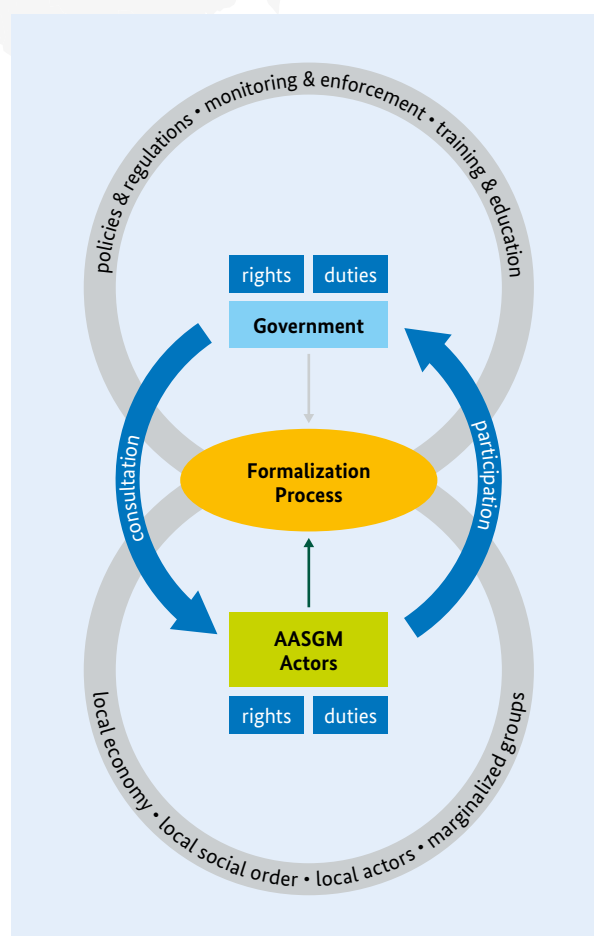 policies & regulations • monitoring & enforcement • training & education
rights
duties
Government
consultation
participation
Formalization
Process
AASGM
Actors
rights
duties
local economy • local social order • local actors • marginalized groups